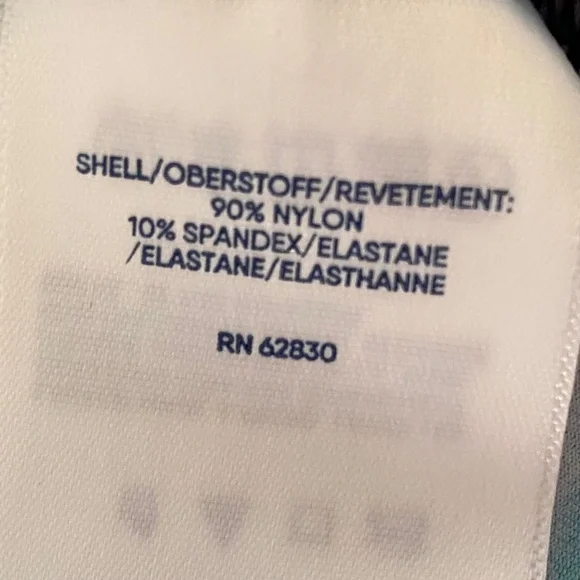 SHELL/OBERSTOFF/REVETEMENT:
90% NYLON
10% SPANDEX/ELASTANE
/ELASTANE/ELASTHANNE
RN 62830